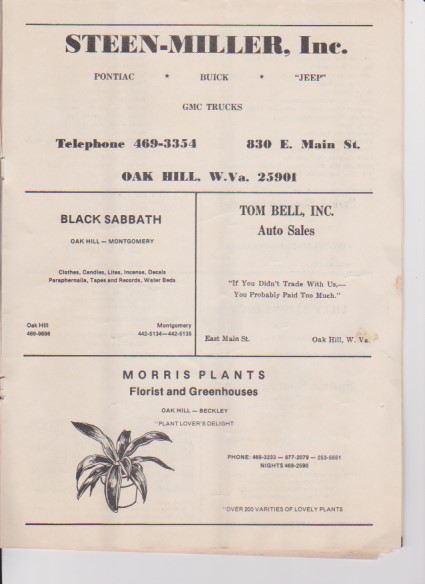 STEEN-MILLER, Inc.
PONTIAC * BUICK * "JEEP"
GMC TRUCKS
Telephone 469-3354 830 E. Main St.
OAK HILL, W.Va. 25901
BLACK SABBATH
OAK HILL — MONTGOMERY
Clothes, Candles, Lites, Incense, Decals
Paraphernalia, Tapes and Records, Water Beds
Oak Hill Montgomery
469-9698 442-5134—442-5135
TOM BELL, INC.
Auto Sales
"If You Didn't Trade With Us,—
You Probably Paid Too Much."
East Main St. Oak Hill, W. Va.
MORRIS PLANTS
Florist and Greenhouses
OAK HILL — BECKLEY
"PLANT LOVER'S DELIGHT
PHONE: 469-3233 — 877-2079 — 253-5551
NIGHTS 469-2590
"OVER 200 VARITIES OF LOVELY PLANTS